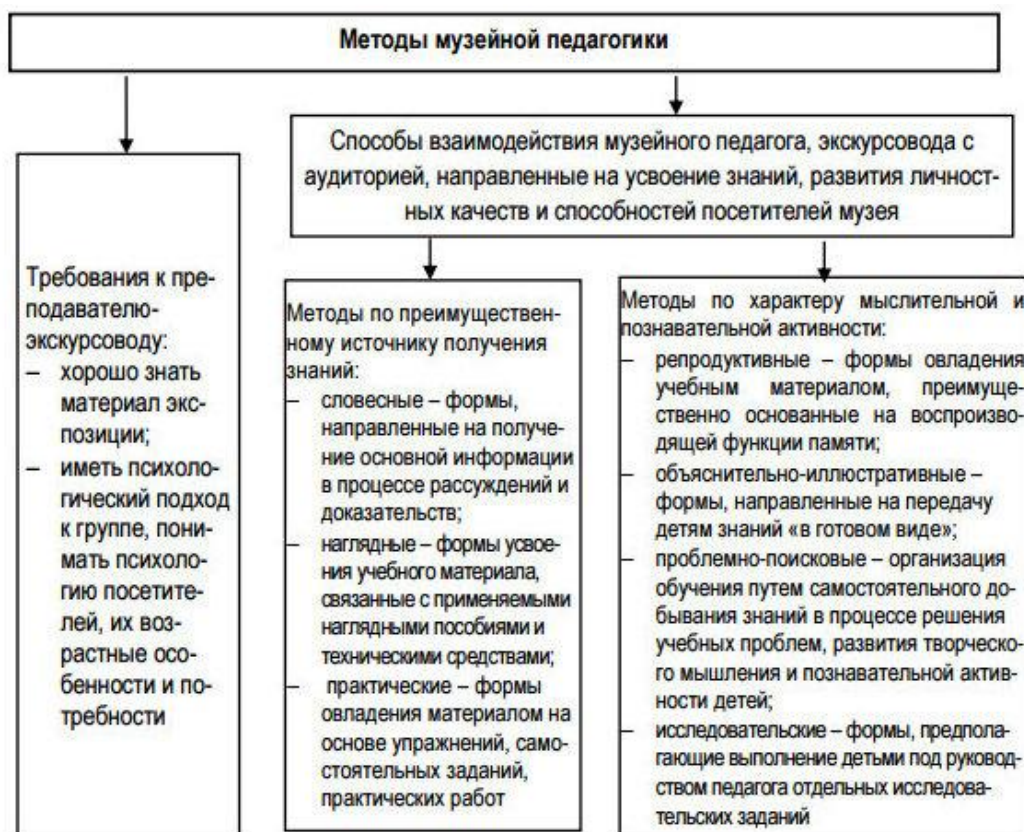 Методы музейной педагогики
Способы взаимодействия музейного педагога, экскурсовода с
аудиторией, направленные на усвоение знаний, развития личност-
ных качеств и способностей посетителей музея
Требования к пре-
подавателю-
экскурсоводу:
– хорошо знать
материал экс-
позиции;
– иметь психоло-
гический подход
к группе, пони-
мать психоло-
гию посетите-
лей, их воз-
растные осо-
бенности и по-
требности
Методы по преимуществен-
ному источнику получения
знаний:
– словесные – формы,
направленные на получе-
ние основной информации
в процессе рассуждений и
доказательств;
– наглядные – формы усвое-
ния учебного материала,
связанные с применяемыми
наглядными пособиями и
техническими средствами;
– практические – формы
овладения материалом на
основе упражнений, само-
стоятельных заданий,
практических работ
Методы по характеру мыслительной и
познавательной активности:
– репродуктивные – формы овладения
учебным материалом, преимуще-
ственно основанные на воспроизво-
дящей функции памяти;
– объяснительно-иллюстративные –
формы, направленные на передачу
детям знаний «в готовом виде»;
– проблемно-поисковые – организация
обучения путем самостоятельного до-
бывания знаний в процессе решения
учебных проблем, развития творческо-
го мышления и познавательной актив-
ности детей;
– исследовательские – формы, предпола-
гающие выполнение детьми под руковод-
ством педагога отдельных исследова-
тельских заданий